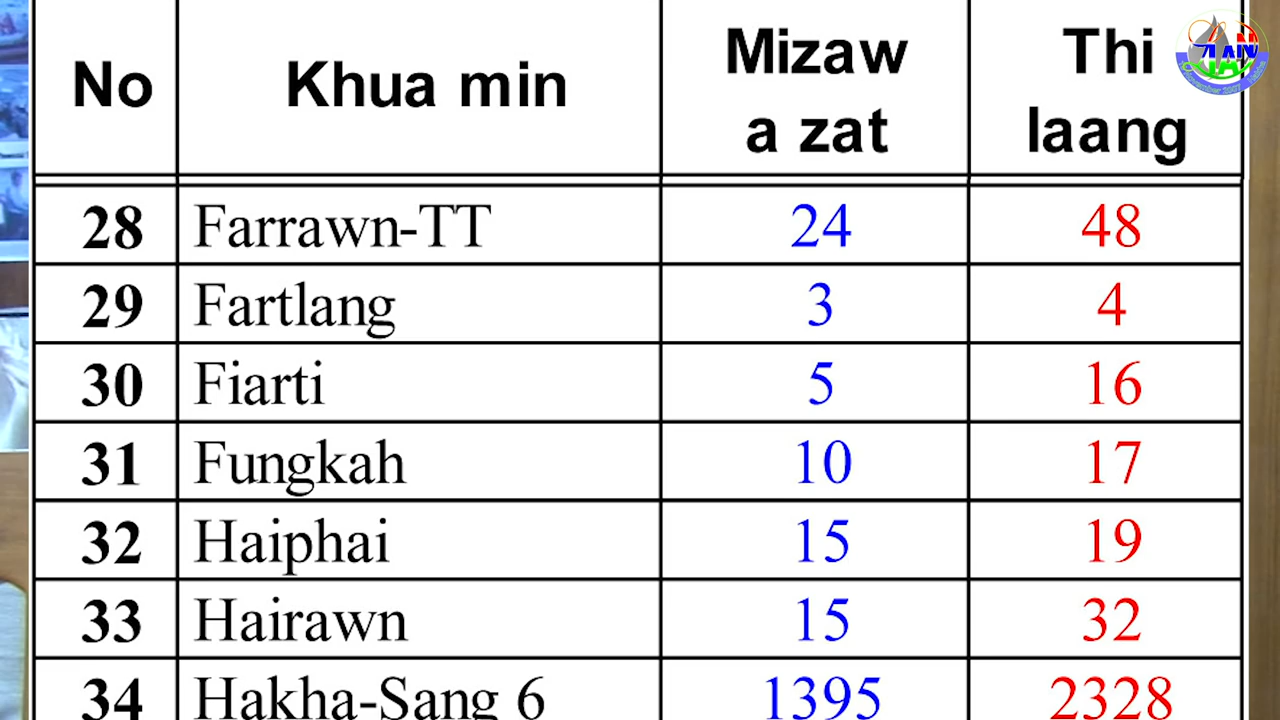 No Khua min Mizaw a zat Thi laang
28 Farrawn-TT 24 48
29 Fartlang 3 4
30 Fiarti 5 16
31 Fungkah 10 17
32 Haiphai 15 19
33 Hairawn 15 32
34 Hakha-Sang 6 1395 2328